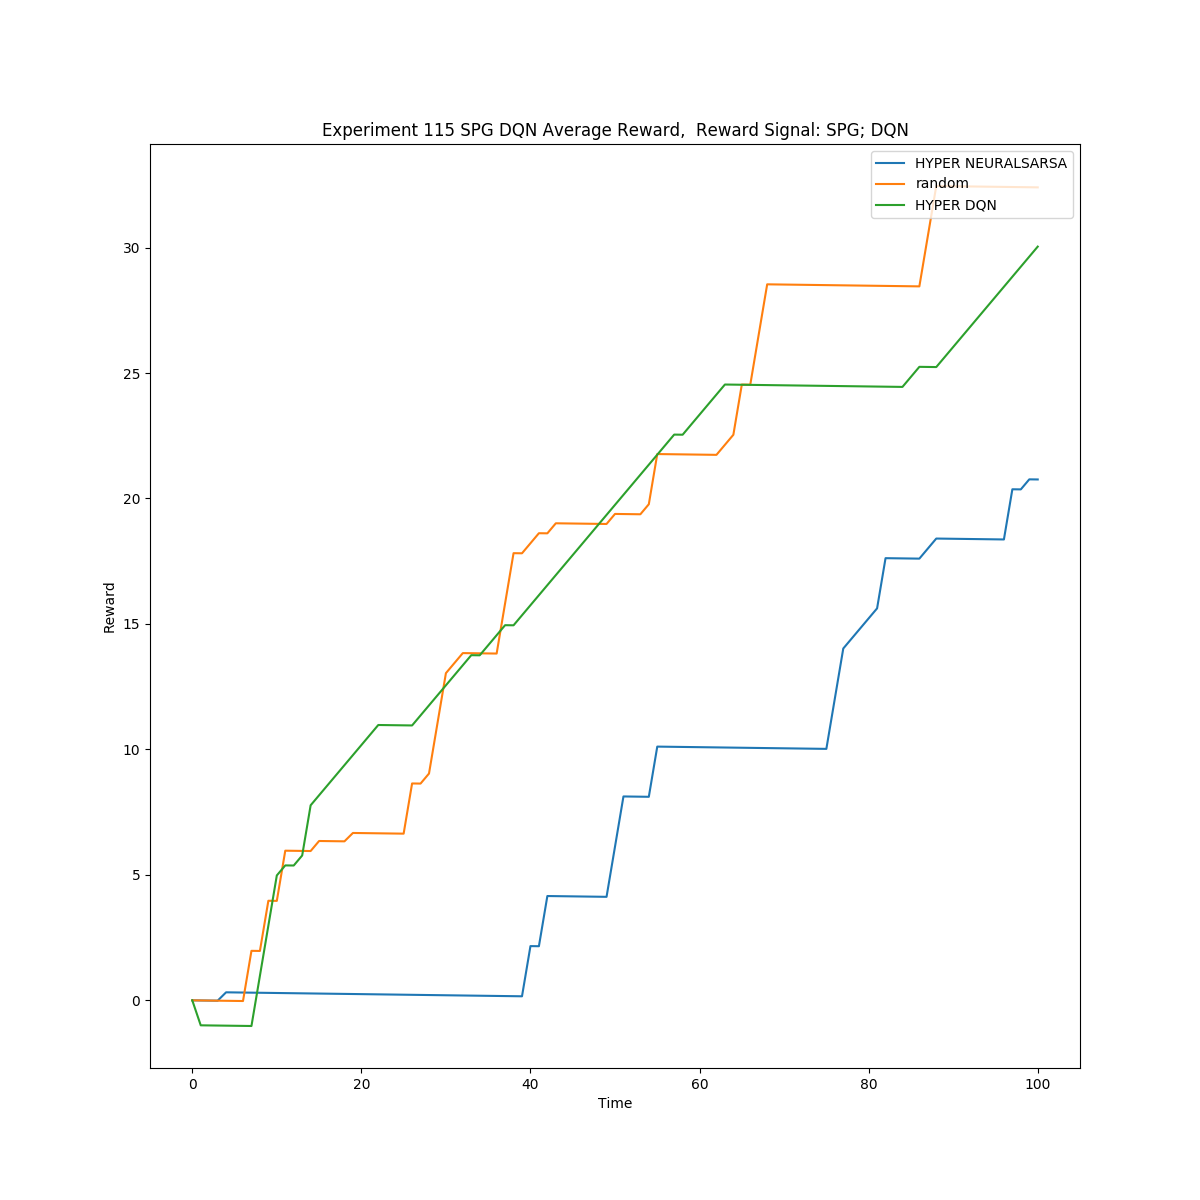 Experiment 115 SPG DQN Average Reward,  Reward Signal: SPG; DQN
HYPER NEURALSARSA
random
HYPER DQN
30
25
20
15
10
5
0
Reward
0 20 40 60 80 100
Time